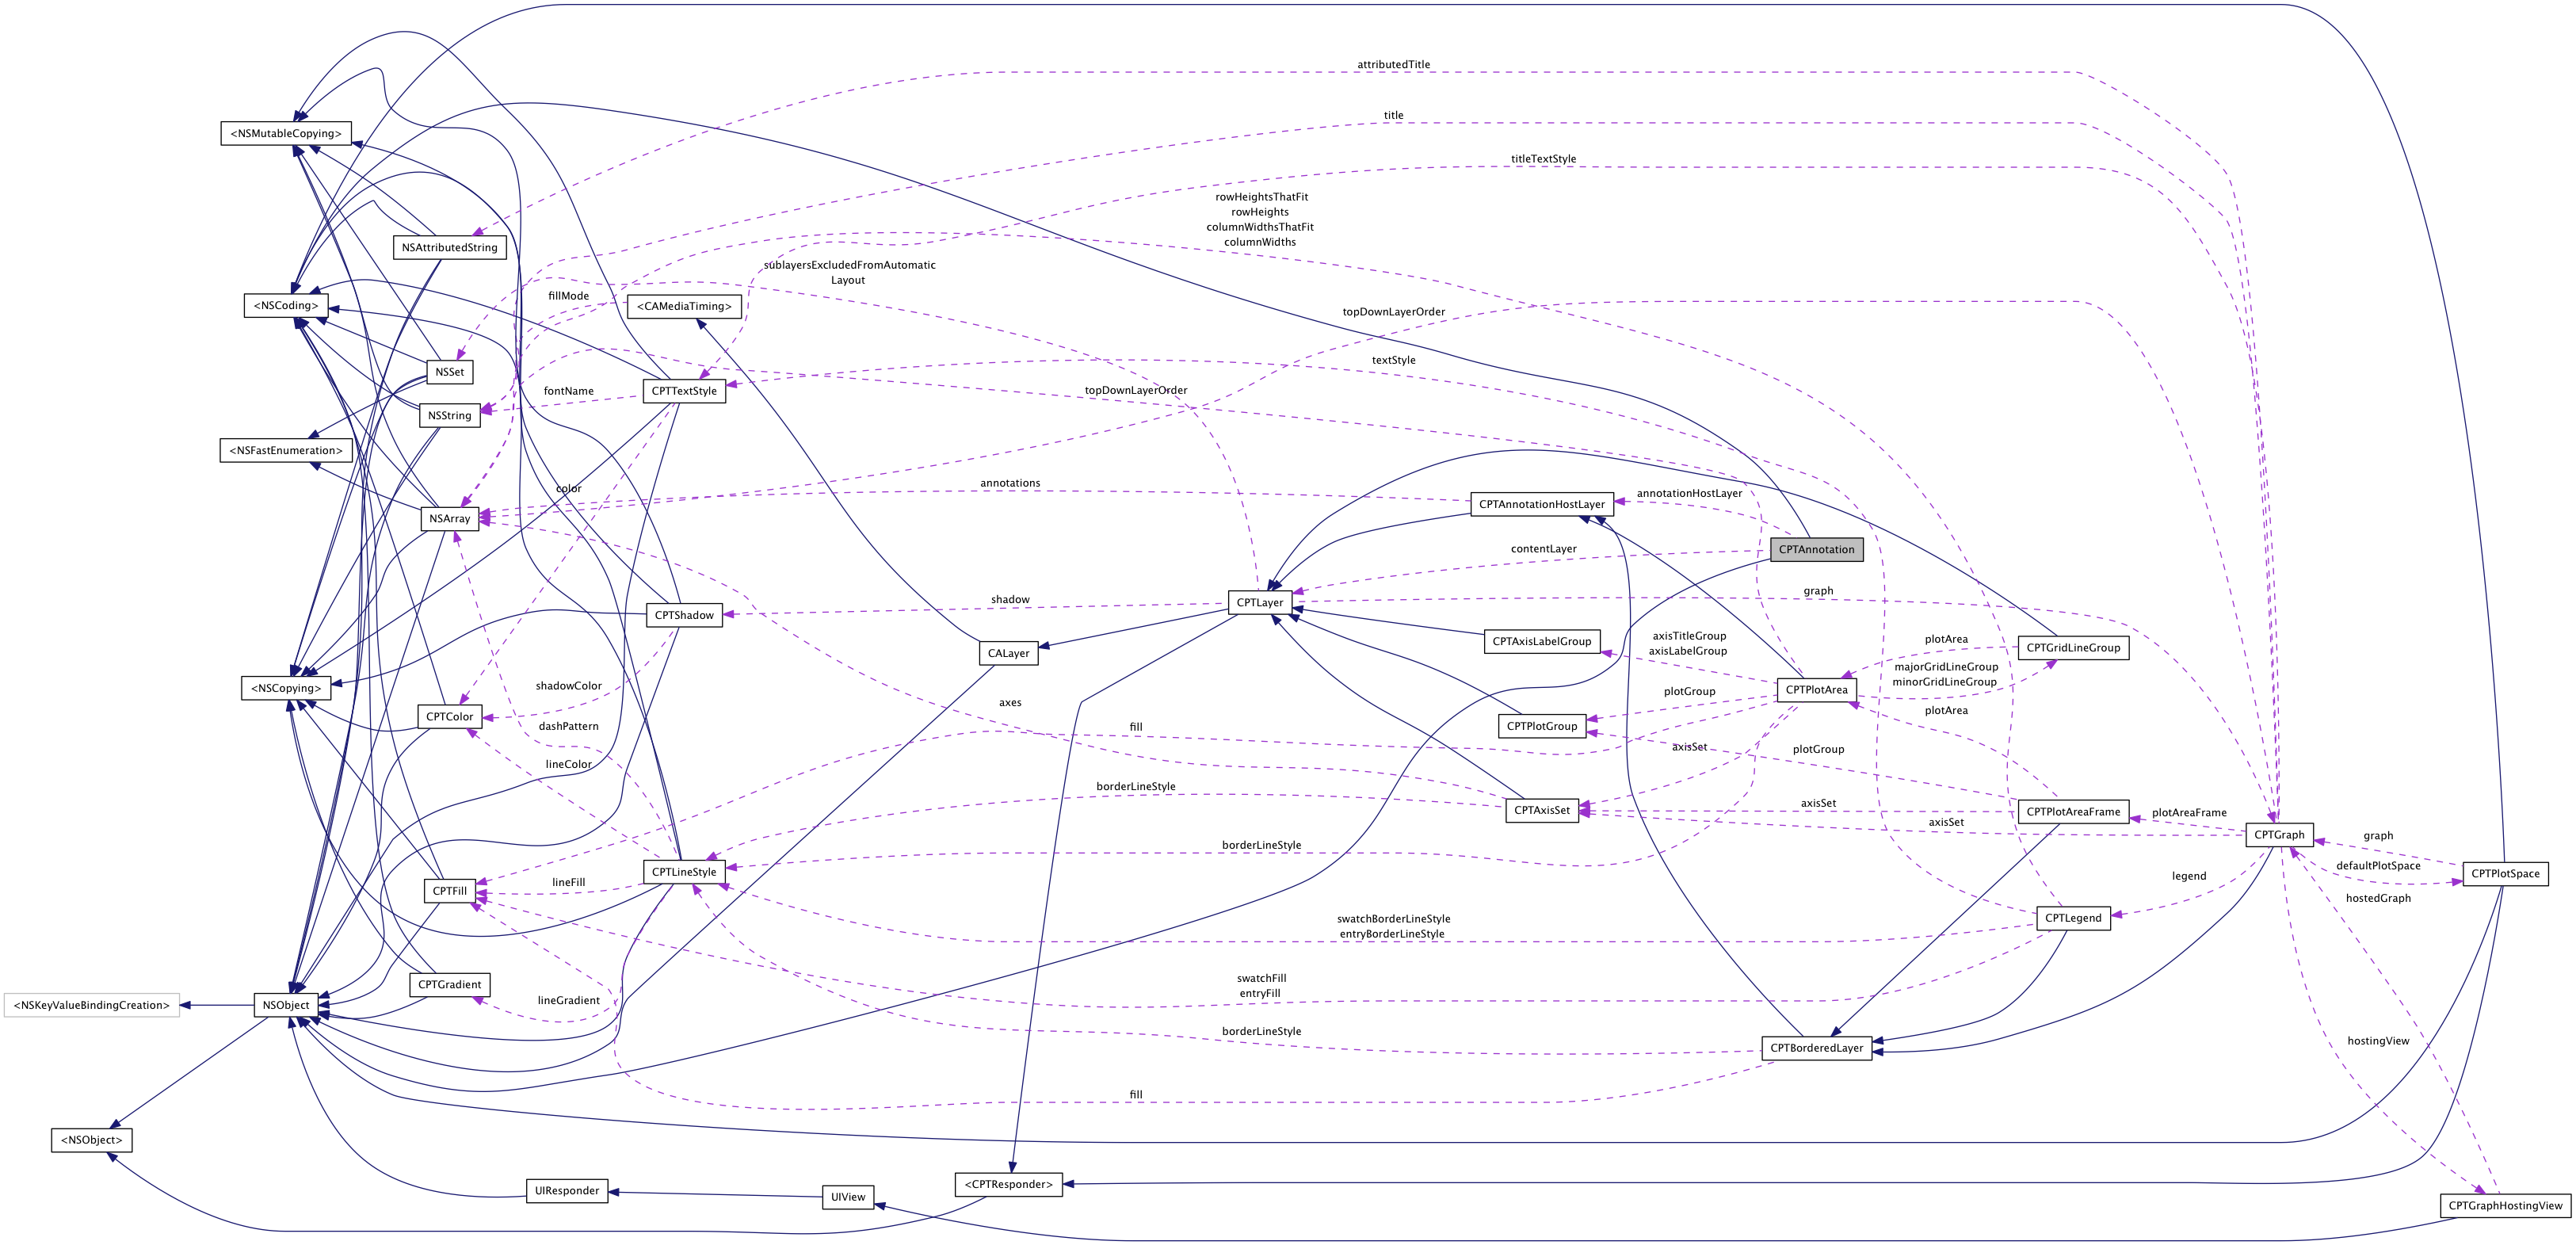 attributedTitle
title
<NSMutableCopying>
titleTextStyle
rowHeightsThatFit
rowHeights
columnWidthsThatFit
columnWidths
NSAttributedString
sublayersExcludedFromAutomatic
Layout
fillMode
<CAMediaTiming>
<NSCoding>
topDownLayerOrder
textStyle
NSSet
fontName
CPTTextStyle
topDownLayerOrder
NSString
<NSFastEnumeration>
color
annotations
annotationHostLayer
CPTAnnotationHostLayer
NSArray
contentLayer
CPTAnnotation
shadow
graph
CPTLayer
CPTShadow
axisTitleGroup
axisLabelGroup
CPTAxisLabelGroup
plotArea
CPTGridLineGroup
CALayer
majorGridLineGroup
minorGridLineGroup
<NSCopying>
shadowColor
plotGroup
CPTPlotArea
axes
plotArea
CPTColor
dashPattern
fill
CPTPlotGroup
axisSet
plotGroup
lineColor
borderLineStyle
CPTAxisSet
axisSet
CPTPlotAreaFrame
plotAreaFrame
axisSet
CPTGraph
graph
borderLineStyle
defaultPlotSpace
CPTLineStyle
CPTPlotSpace
legend
lineFill
CPTFill
hostedGraph
swatchBorderLineStyle
entryBorderLineStyle
CPTLegend
swatchFill
entryFill
CPTGradient
lineGradient
<NSKeyValueBindingCreation>
NSObject
borderLineStyle
hostingView
CPTBorderedLayer
fill
<NSObject>
<CPTResponder>
UIResponder
UIView
CPTGraphHostingView